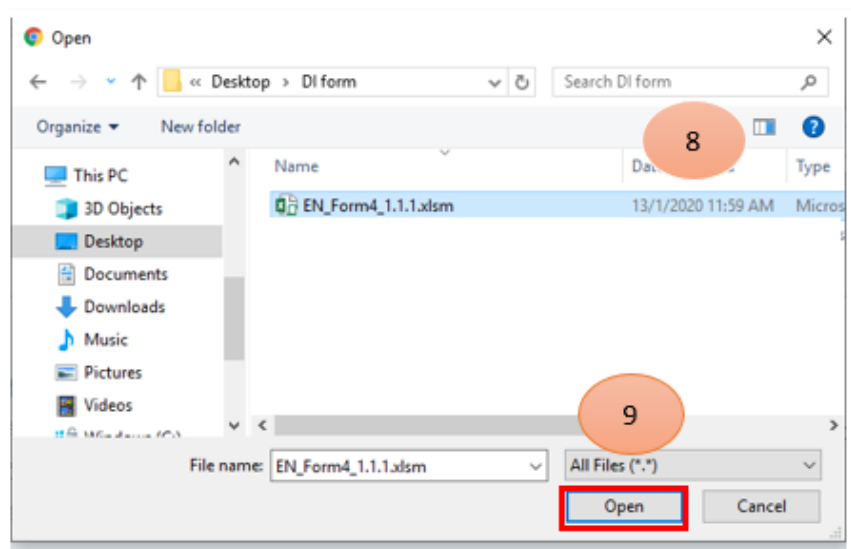 Open
« Desktop > DI form
Search DI form
Organize
New folder
8
This PC
Name
Type
3D Objects
EN_Form4_1.1.1.xlsm
13/1/2020 11:59 AM
Micros
Desktop
Documents
Downloads
Music
Pictures
Videos
9
File name:
EN_Form4_1.1.1.xlsm
All Files (*.*)
Open
Cancel